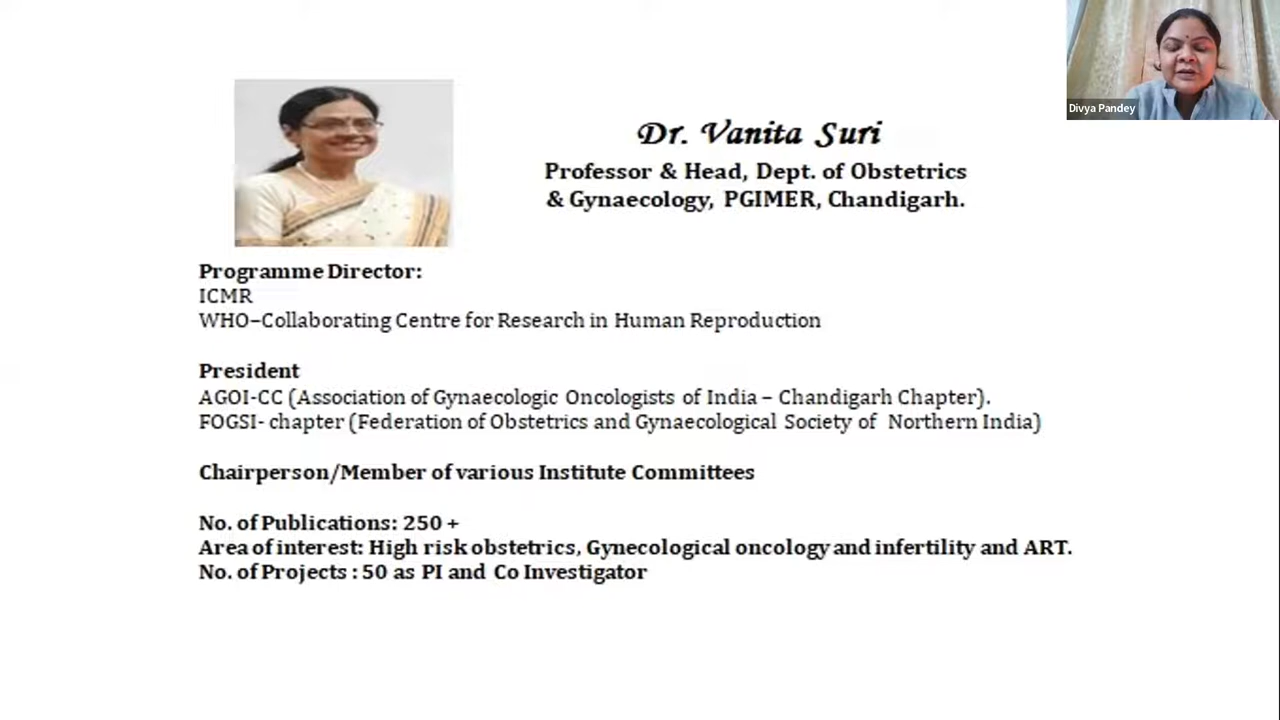 Divya Pandey
Dr. Vanita Suri
Professor & Head, Dept. of Obstetrics
& Gynaecology, PGIMER, Chandigarh.
Programme Director:
ICMR
WHO–Collaborating Centre for Research in Human Reproduction
President
AGOI-CC (Association of Gynaecologic Oncologists of India – Chandigarh Chapter).
FOGSI- chapter (Federation of Obstetrics and Gynaecological Society of Northern India)
Chairperson/Member of various Institute Committees
No. of Publications: 250 +
Area of interest: High risk obstetrics, Gynecological oncology and infertility and ART.
No. of Projects : 50 as PI and Co Investigator